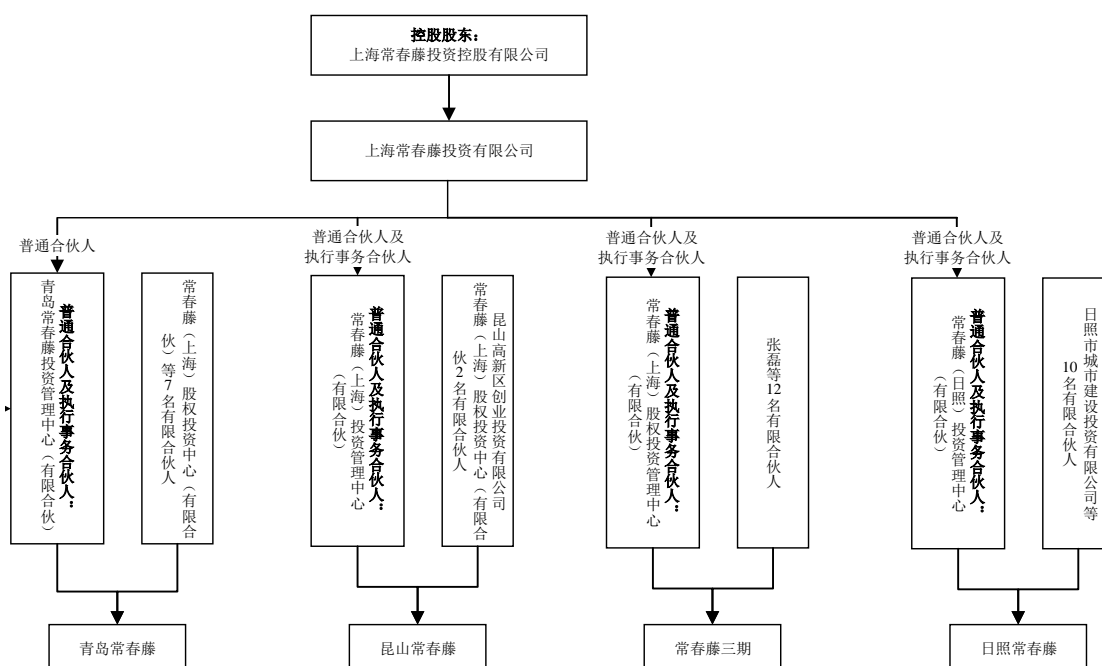 控股股东：
上海常春藤投资控股有限公司
上海常春藤投资有限公司
普通合伙人
普通合伙人及
执行事务合伙人
普通合伙人及
执行事务合伙人
普通合伙人及
执行事务合伙人
普通合伙人及执行事务合伙人：
青岛常春藤投资管理中心（有限合伙）
常春藤（上海）股权投资中心（有限合
伙）等7名有限合伙人
普通合伙人及执行事务合伙人：
常春藤（上海）投资管理中心
（有限合伙）
昆山高新区创业投资有限公司
常春藤（上海）股权投资中心（有限合
伙2名有限合伙人
普通合伙人及执行事务合伙人：
常春藤（上海）股权投资管理中心
（有限合伙）
张磊等12名有限合伙人
普通合伙人及执行事务合伙人：
常春藤（日照）投资管理中心
（有限合伙）
日照市城市建设投资有限公司等
10名有限合伙人
青岛常春藤
昆山常春藤
常春藤三期
日照常春藤